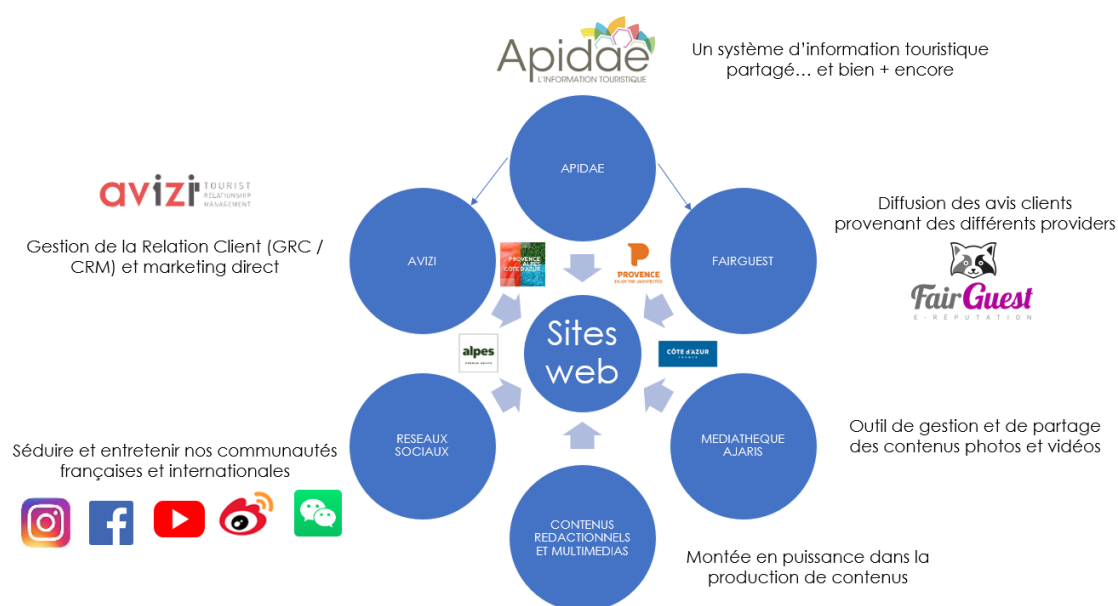 Apidae
L'INFORMATION TOURISTIQUE
Un système d'information touristique
partagé… et bien + encore
APIDAE
avizi
TOURIST
RELATIONSHIP
MANAGEMENT
Gestion de la Relation Client (GRC /
CRM) et marketing direct
AVIZI
PROVENCE
ALPES
CÔTE D'AZUR
PROVENCE
ENJOY THE UNEXPECTED
FAIRGUEST
Diffusion des avis clients
provenant des différents providers
FairGuest
E-RÉPUTATION
alpes
Sites
web
CÔTE d'AZUR
FRANCE
RESEAUX
SOCIAUX
MEDIATHEQUE
AJARIS
Outil de gestion et de partage
des contenus photos et vidéos
Séduire et entretenir nos communautés
françaises et internationales
CONTENUS
REDACTIONNELS
ET MULTIMEDIAS
Montée en puissance dans la
production de contenus